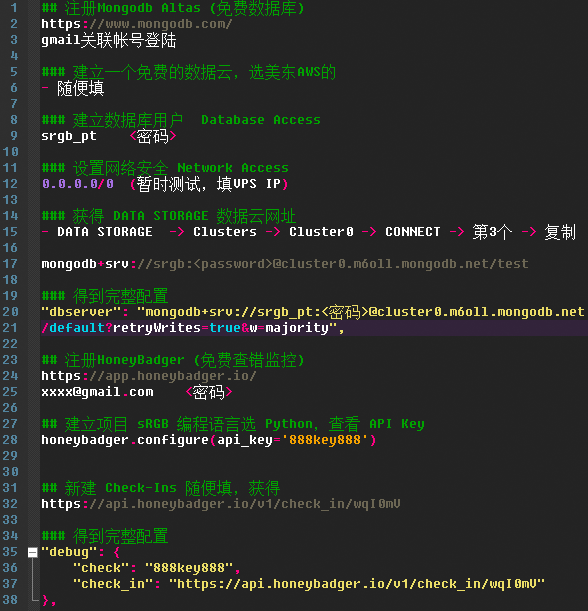 1 ## 注册Mongodb Altas (免费数据库)
2 https://www.mongodb.com/
3 gmail关联帐号登陆
4
5 ### 建立一个免费的数据云，选美东AWS的
6 - 随便填
7
8 ### 建立数据库用户  Database Access
9 srgb_pt    <密码>
10
11 ### 设置网络安全 Network Access
12 0.0.0.0/0  (暂时测试，填VPS IP)
13
14 ### 获得 DATA STORAGE 数据云网址
15 - DATA STORAGE  -> Clusters -> Cluster0 -> CONNECT -> 第3个 -> 复制
16
17 mongodb+srv://srgb:<password>@cluster0.m6oll.mongodb.net/test
18
19 ### 得到完整配置
20 "dbserver": "mongodb+srv://srgb_pt:<密码>@cluster0.m6oll.mongodb.net
21 /default?retryWrites=true&w=majority",
22
23 ## 注册HoneyBadger (免费查错监控)
24 https://app.honeybadger.io/
25 xxxx@gmail.com    <密码>
26
27 ## 建立项目 sRGB 编程语言选 Python，查看 API Key
28 honeybadger.configure(api_key='888key888')
29
30
31 ## 新建 Check-Ins 随便填，获得
32 https://api.honeybadger.io/v1/check_in/wqI0mV
33
34 ### 得到完整配置
35 "debug": {
36     "check": "888key888",
37     "check_in": "https://api.honeybadger.io/v1/check_in/wqI0mV"
38 },